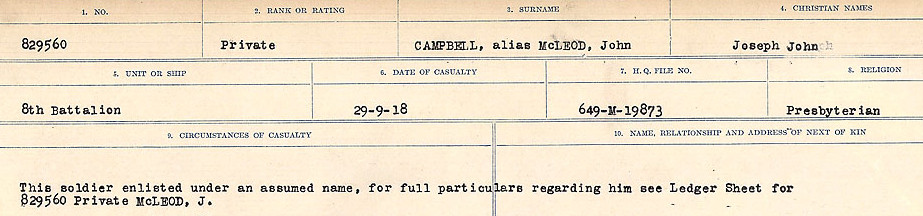 1. NO. 2. RANK OR RATING 3. SURNAME 4. CHRISTIAN NAMES
829560 Private CAMPBELL, alias McLEOD, John Joseph John
5. UNIT OR SHIP 6. DATE OF CASUALTY 7. H.Q. FILE NO. 8. RELIGION
8th Battalion 29-9-18 649-M-19873 Presbyterian
9. CIRCUMSTANCES OF CASUALTY 10. NAME, RELATIONSHIP AND ADDRESS OF NEXT OF KIN
This soldier enlisted under an assumed name, for full particulars regarding him see Ledger Sheet for
829560 Private McLEOD, J.